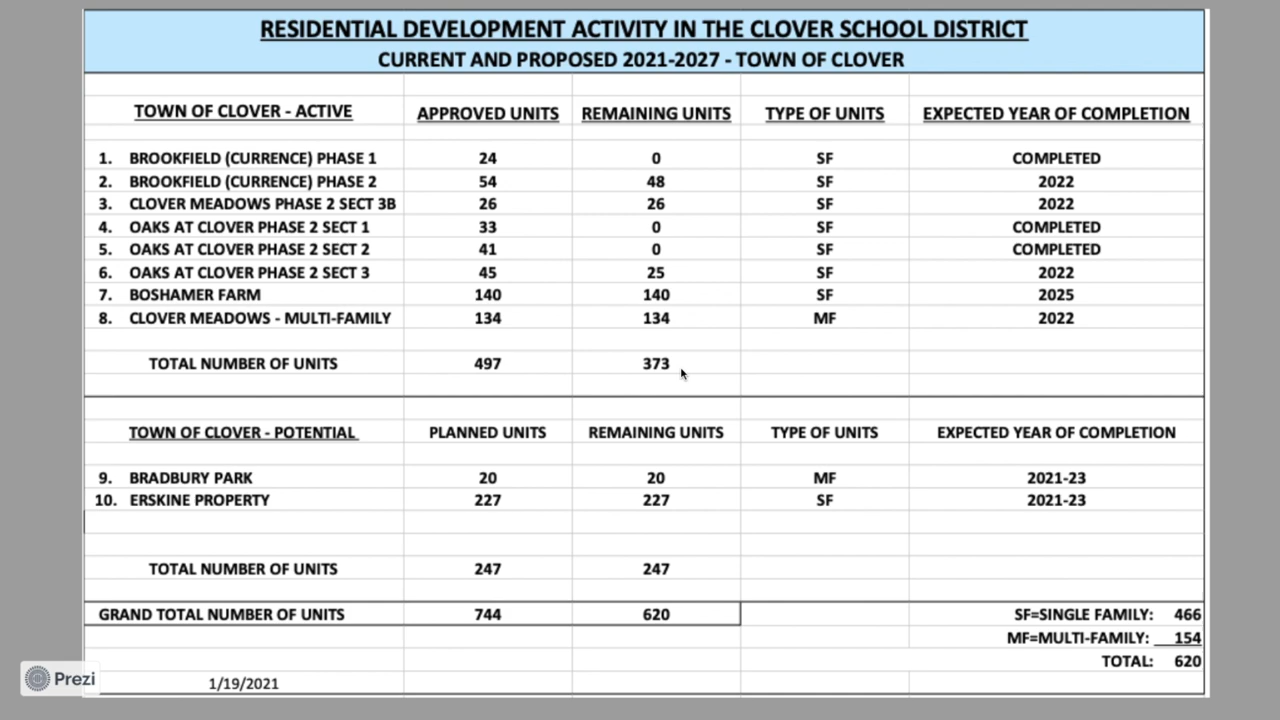 RESIDENTIAL DEVELOPMENT ACTIVITY IN THE CLOVER SCHOOL DISTRICT
CURRENT AND PROPOSED 2021-2027 - TOWN OF CLOVER
TOWN OF CLOVER - ACTIVE APPROVED UNITS REMAINING UNITS TYPE OF UNITS EXPECTED YEAR OF COMPLETION
1. BROOKFIELD (CURRENCE) PHASE 1 24 0 SF COMPLETED
2. BROOKFIELD (CURRENCE) PHASE 2 54 48 SF 2022
3. CLOVER MEADOWS PHASE 2 SECT 3B 26 26 SF 2022
4. OAKS AT CLOVER PHASE 2 SECT 1 33 0 SF COMPLETED
5. OAKS AT CLOVER PHASE 2 SECT 2 41 0 SF COMPLETED
6. OAKS AT CLOVER PHASE 2 SECT 3 45 25 SF 2022
7. BOSHAMER FARM 140 140 SF 2025
8. CLOVER MEADOWS - MULTI-FAMILY 134 134 MF 2022
TOTAL NUMBER OF UNITS 497 373
TOWN OF CLOVER - POTENTIAL PLANNED UNITS REMAINING UNITS TYPE OF UNITS EXPECTED YEAR OF COMPLETION
9. BRADBURY PARK 20 20 MF 2021-23
10. ERSKINE PROPERTY 227 227 SF 2021-23
TOTAL NUMBER OF UNITS 247 247
GRAND TOTAL NUMBER OF UNITS 744 620 SF=SINGLE FAMILY: 466
MF=MULTI-FAMILY: 154
TOTAL: 620
Prezi
1/19/2021